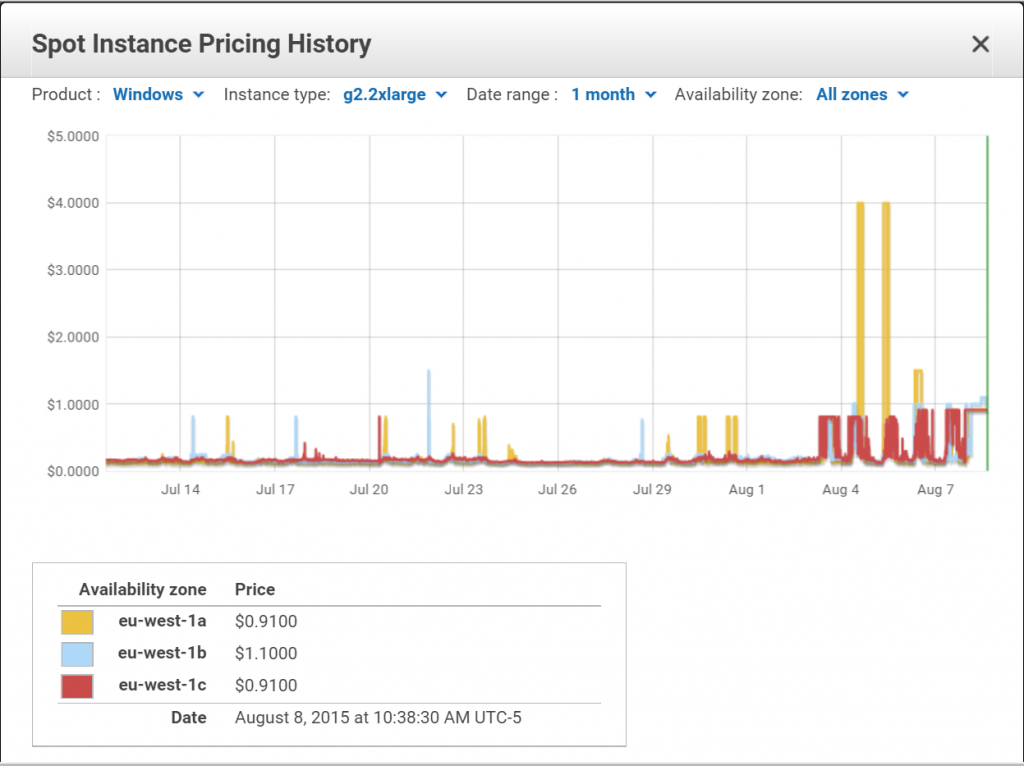 Spot Instance Pricing History
Product : Windows Instance type: g2.2xlarge Date range : 1 month Availability zone: All zones
$5.0000
$4.0000
$3.0000
$2.0000
$1.0000
$0.0000
Jul 14 Jul 17 Jul 20 Jul 23 Jul 26 Jul 29 Aug 1 Aug 4 Aug 7
Availability zone Price
eu-west-1a $0.9100
eu-west-1b $1.1000
eu-west-1c $0.9100
Date August 8, 2015 at 10:38:30 AM UTC-5